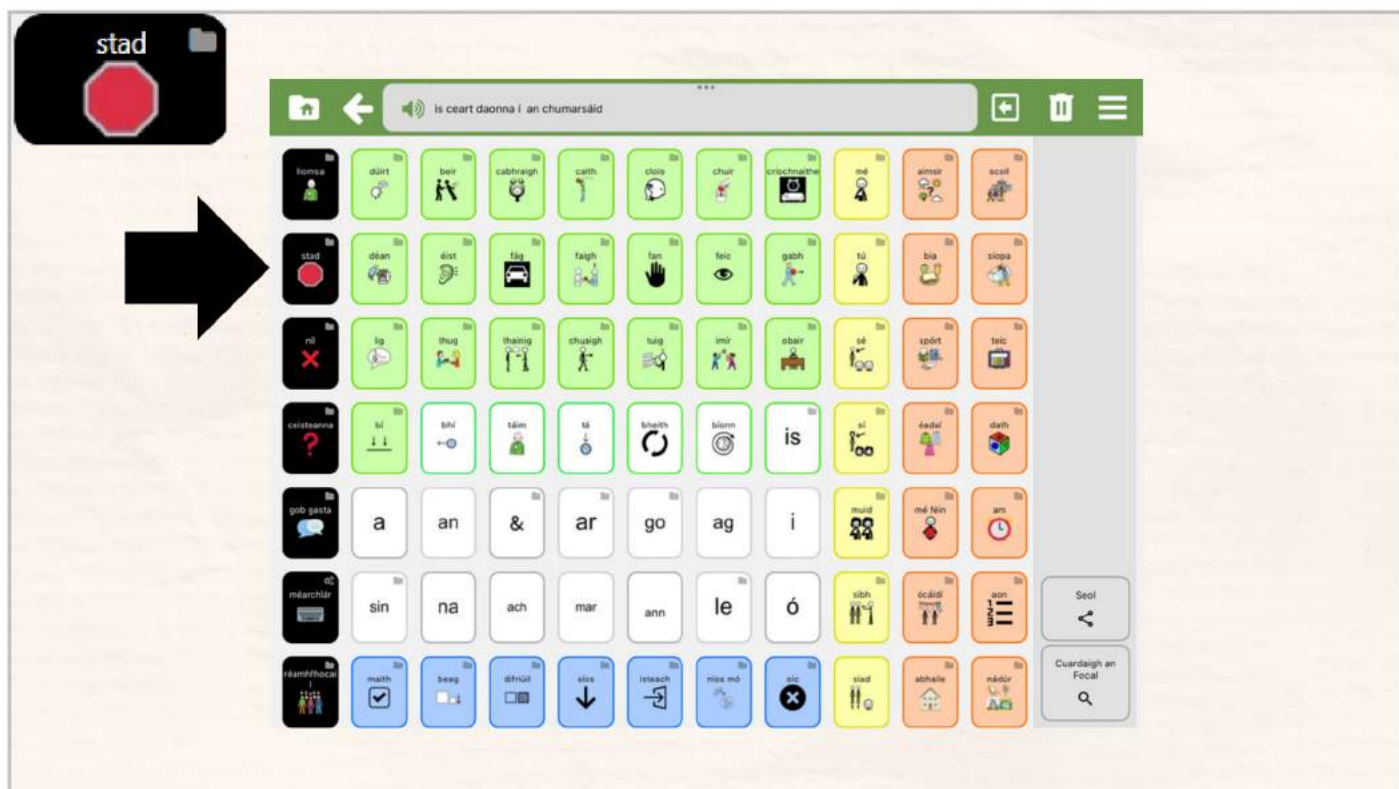 stad
is ceart daonna í an chumarsáid
liomsa dúirt beir cabhraigh caith clois chuir críochnaithe mé aimsir scoil
stad déan éist fág faigh fan feic gabh tú bia siopa
níl lig thug tháinig chuaigh tuig imir obair sé spórt teic
ceisteanna bí bhí táim tá bheith bíonn is sí éadaí dath
gob gasta a an & ar go ag i muid mé féin am
méarchlár sin na ach mar ann le ó sibh ócáidí aon
Seol
réamhfhocai
l maith beag difriúil síos isteach níos mó olc siad abhaile nádúr
Cuardaigh an
Focal